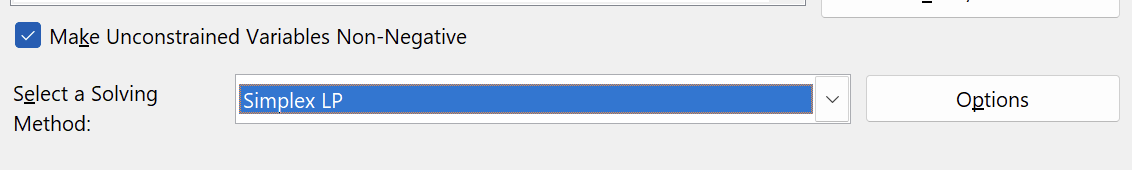 Make Unconstrained Variables Non-Negative
Select a Solving
Method:
Simplex LP
Options